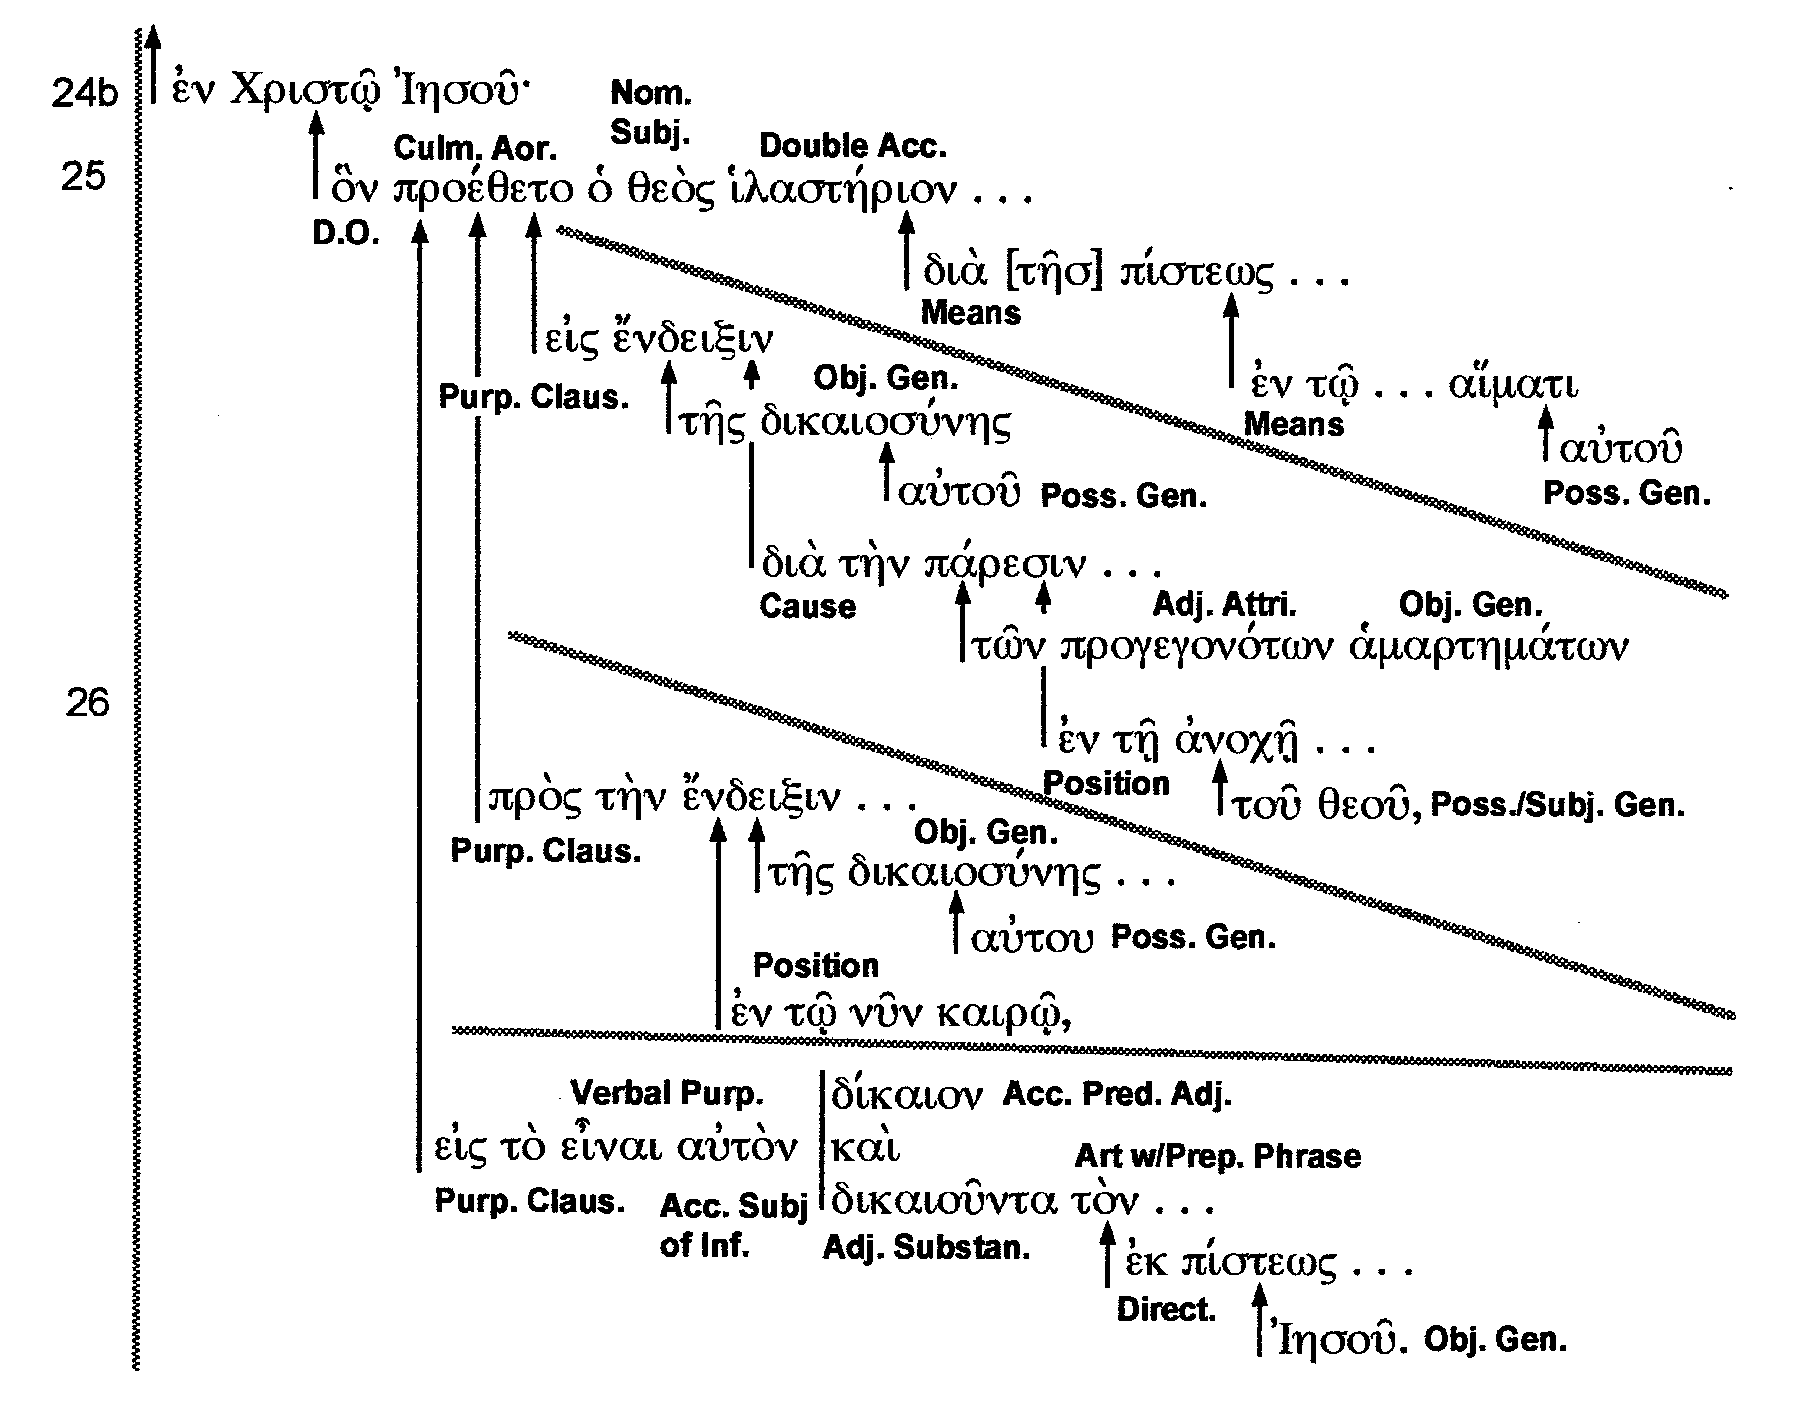 24b ἐν Χριστῷ Ἰησοῦ· Nom.
Culm. Aor. Subj. Double Acc.
25 ὃν προέθετο ὁ θεὸς ἱλαστήριον . . .
D.O.
διὰ [τῆσ] πίστεως . . .
Means
εἰς ἔνδειξιν
Purp. Claus. Obj. Gen. ἐν τῷ . . . αἵματι
τῆς δικαιοσύνης Means
αὐτοῦ
αὐτοῦ Poss. Gen. Poss. Gen.
διὰ τὴν πάρεσιν . . .
Cause Adj. Attri. Obj. Gen.
τῶν προγεγονότων ἁμαρτημάτων
26
ἐν τῇ ἀνοχῇ . . .
Position
πρὸς τὴν ἔνδειξιν . . . τοῦ θεοῦ, Poss./Subj. Gen.
Purp. Claus. Obj. Gen.
τῆς δικαιοσύνης . . .
αὐτου Poss. Gen.
Position
ἐν τῷ νῦν καιρῷ,
Verbal Purp. δίκαιον Acc. Pred. Adj.
εἰς τὸ εἶναι αὐτὸν καὶ Art w/Prep. Phrase
Purp. Claus. Acc. Subj δικαιοῦντα τὸν . . .
of Inf. Adj. Substan. ἐκ πίστεως . . .
Direct.
Ἰησοῦ. Obj. Gen.